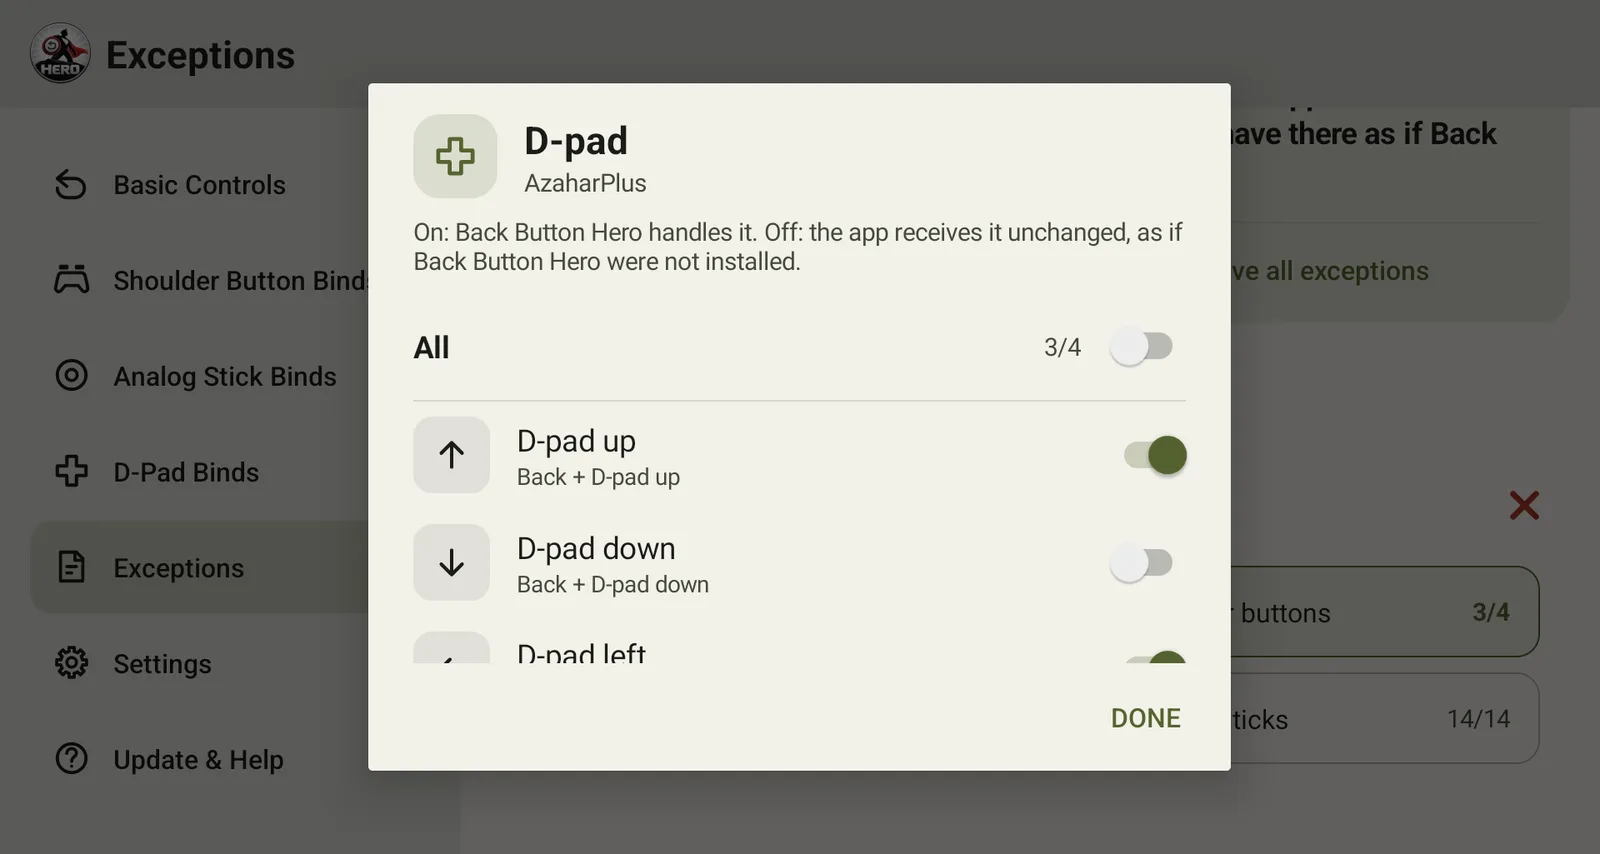 HERO
Exceptions
have there as if Back
Basic Controls
Shoulder Button Binds
Analog Stick Binds
D-Pad Binds
Exceptions
Settings
Update & Help
ve all exceptions
buttons 3/4
ticks 14/14
D-pad
AzaharPlus
On: Back Button Hero handles it. Off: the app receives it unchanged, as if
Back Button Hero were not installed.
All 3/4
D-pad up
Back + D-pad up
D-pad down
Back + D-pad down
D-pad left
DONE